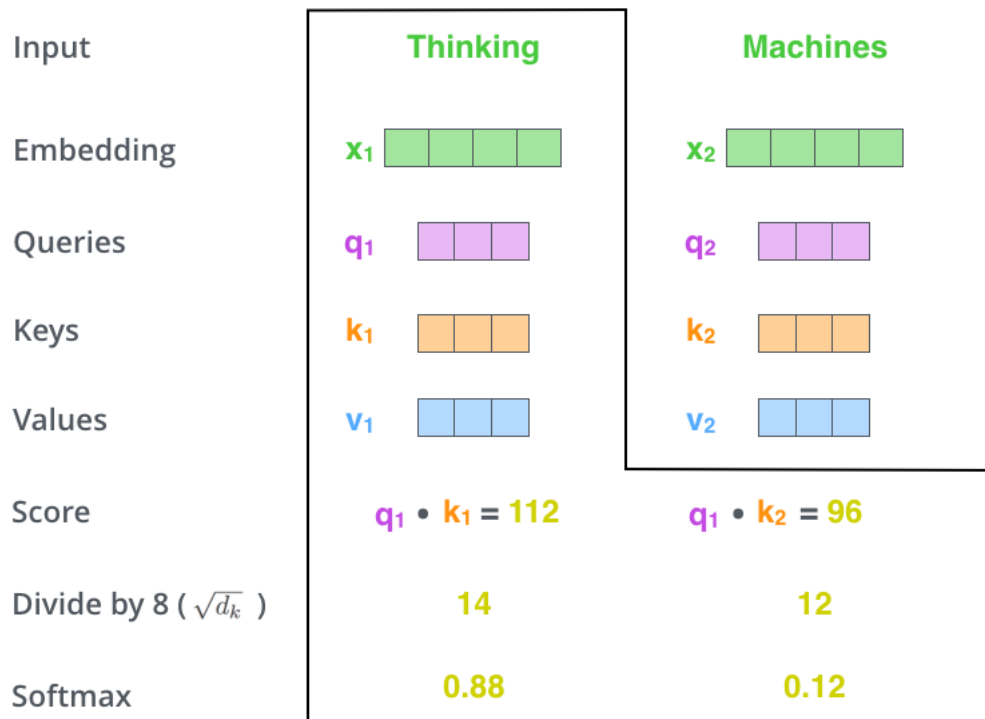 Input Thinking Machines
Embedding x₁ x₂
Queries q₁ q₂
Keys k₁ k₂
Values v₁ v₂
Score q₁ • k₁ = 112 q₁ • k₂ = 96
Divide by 8 ( √dₖ ) 14 12
Softmax 0.88 0.12